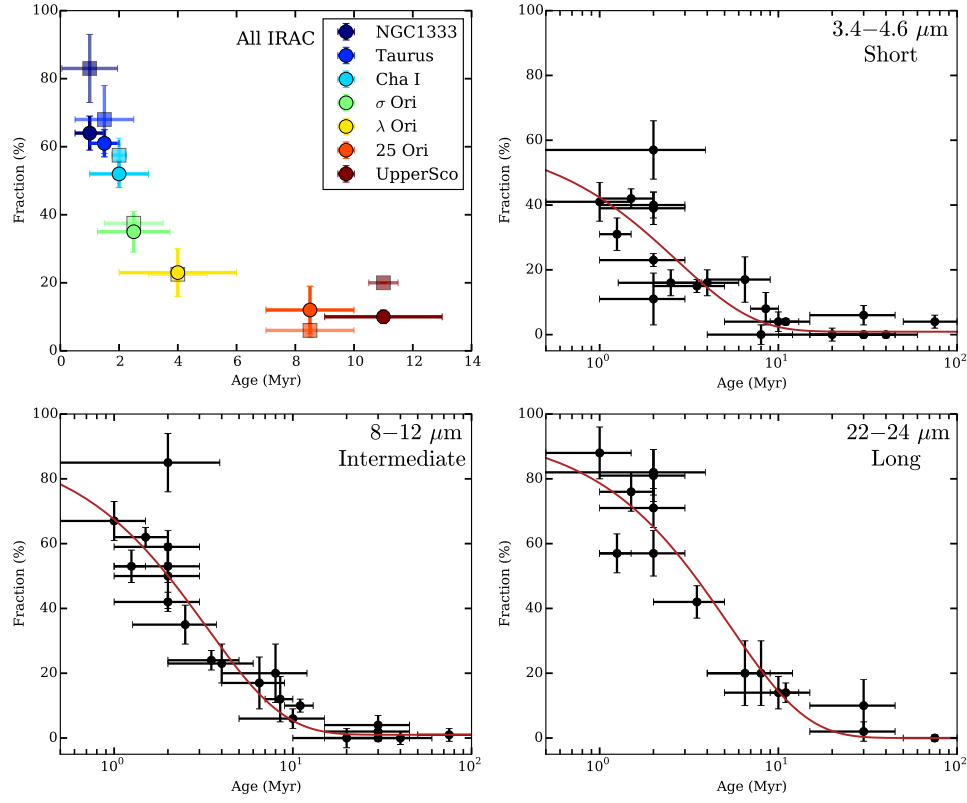 All IRAC
NGC1333
Taurus
Cha I
σ Ori
λ Ori
25 Ori
UpperSco
Fraction (%)
100
80
60
40
20
0
0 2 4 6 8 10 12 14
Age (Myr)
3.4−4.6 μm
Short
Fraction (%)
100
80
60
40
20
0
10⁰ 10¹ 10²
Age (Myr)
8−12 μm
Intermediate
Fraction (%)
100
80
60
40
20
0
10⁰ 10¹ 10²
Age (Myr)
22−24 μm
Long
Fraction (%)
100
80
60
40
20
0
10⁰ 10¹ 10²
Age (Myr)